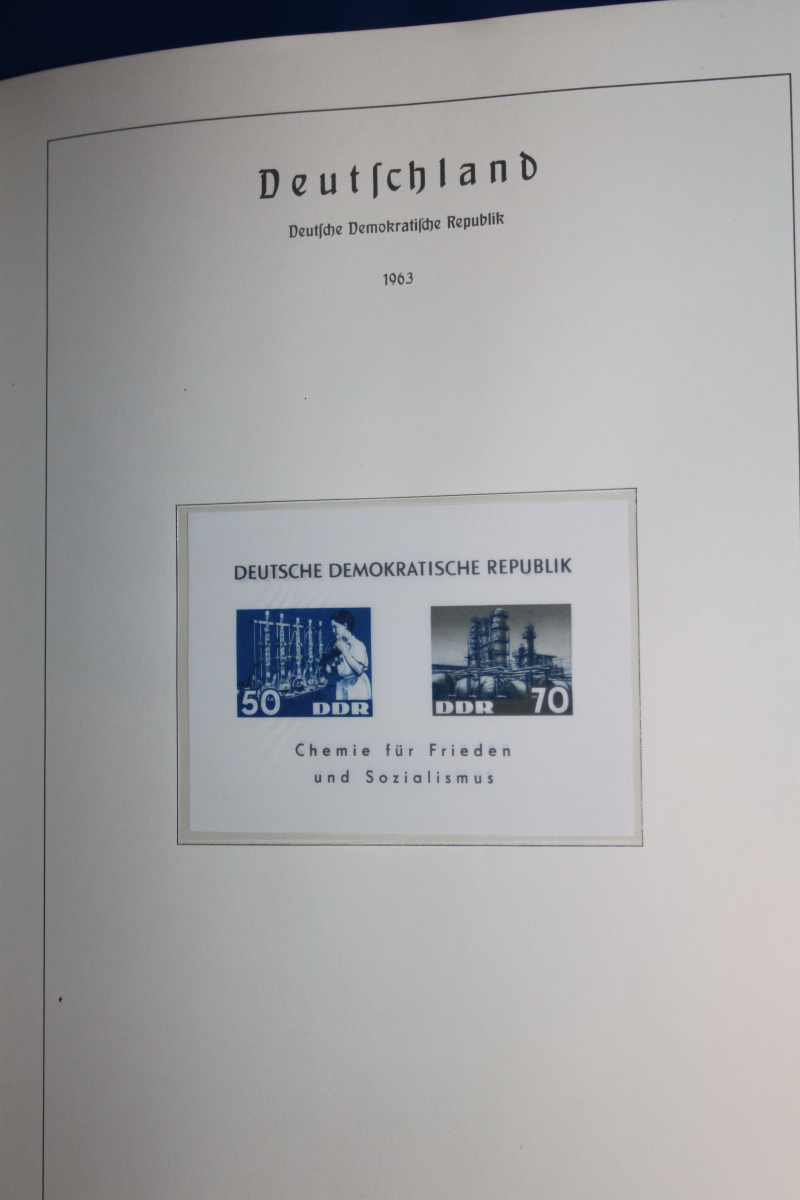 Deutſchland
Deutſche Demokratiſche Republik
1963
DEUTSCHE DEMOKRATISCHE REPUBLIK
50 DDR
DDR 70
Chemie für Frieden
und Sozialismus